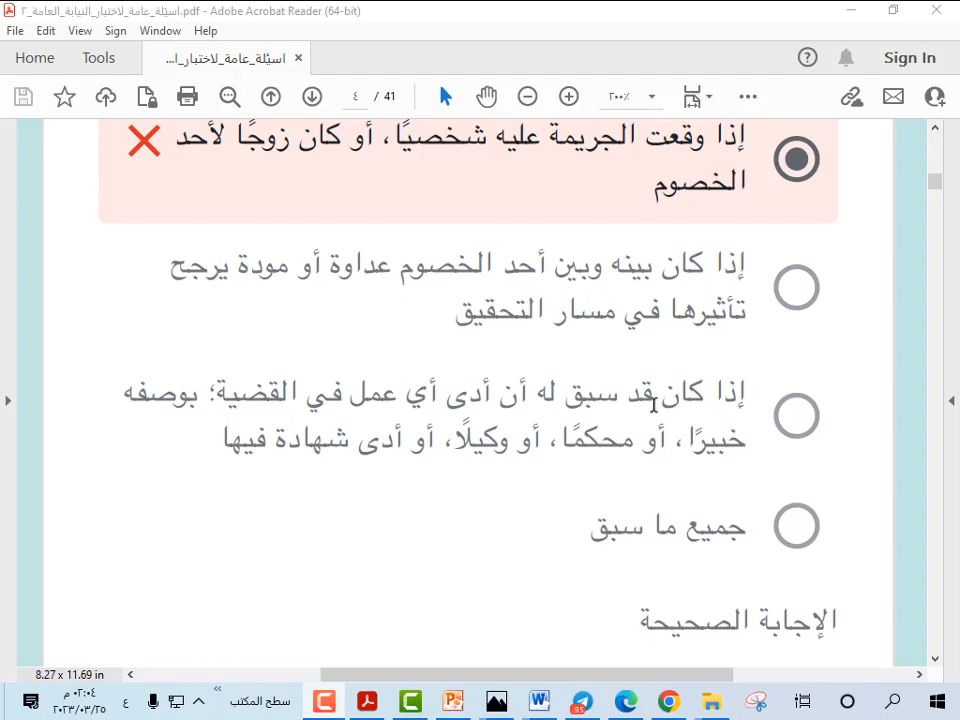 اسئلة_عامة_لاختبار_النيابة_العامة_٢.pdf - Adobe Acrobat Reader (64-bit)
File Edit View Sign Window Help
Home Tools اسئلة_عامة_لاختبار_ا... × Sign In
٤ / 41 ٢٠٠٪
إذا وقعت الجريمة عليه شخصيًا، أو كان زوجًا لأحد
الخصوم
إذا كان بينه وبين أحد الخصوم عداوة أو مودة يرجح
تأثيرها في مسار التحقيق
إذا كان قد سبق له أن أدى أي عمل في القضية؛ بوصفه
خبيرًا، أو محكمًا، أو وكيلًا، أو أدى شهادة فيها
جميع ما سبق
الإجابة الصحيحة
8.27 x 11.69 in
٠٢:٠٤ م
٢٠٢٣/٠٣/٢٥
ع
سطح المكتب
95